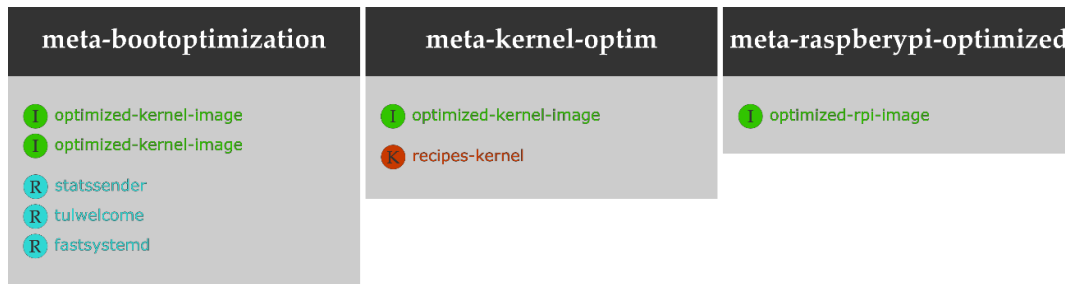 meta-bootoptimization
I optimized-kernel-image
I optimized-kernel-image
R statssender
R tulwelcome
R fastsystemd
meta-kernel-optim
I optimized-kernel-image
K recipes-kernel
meta-raspberypi-optimized
I optimized-rpi-image